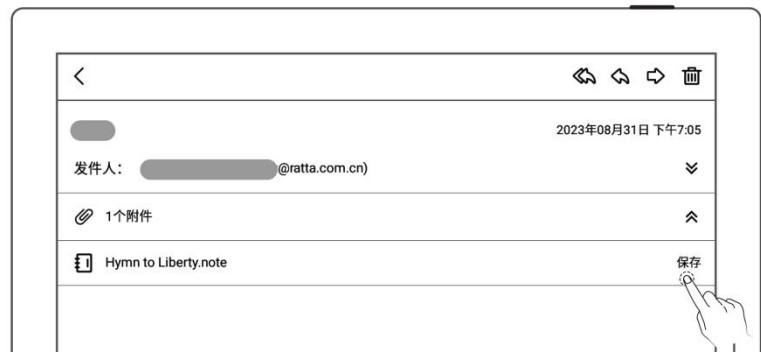 2023年08月31日 下午7:05
发件人： @ratta.com.cn)
1个附件
Hymn to Liberty.note 保存